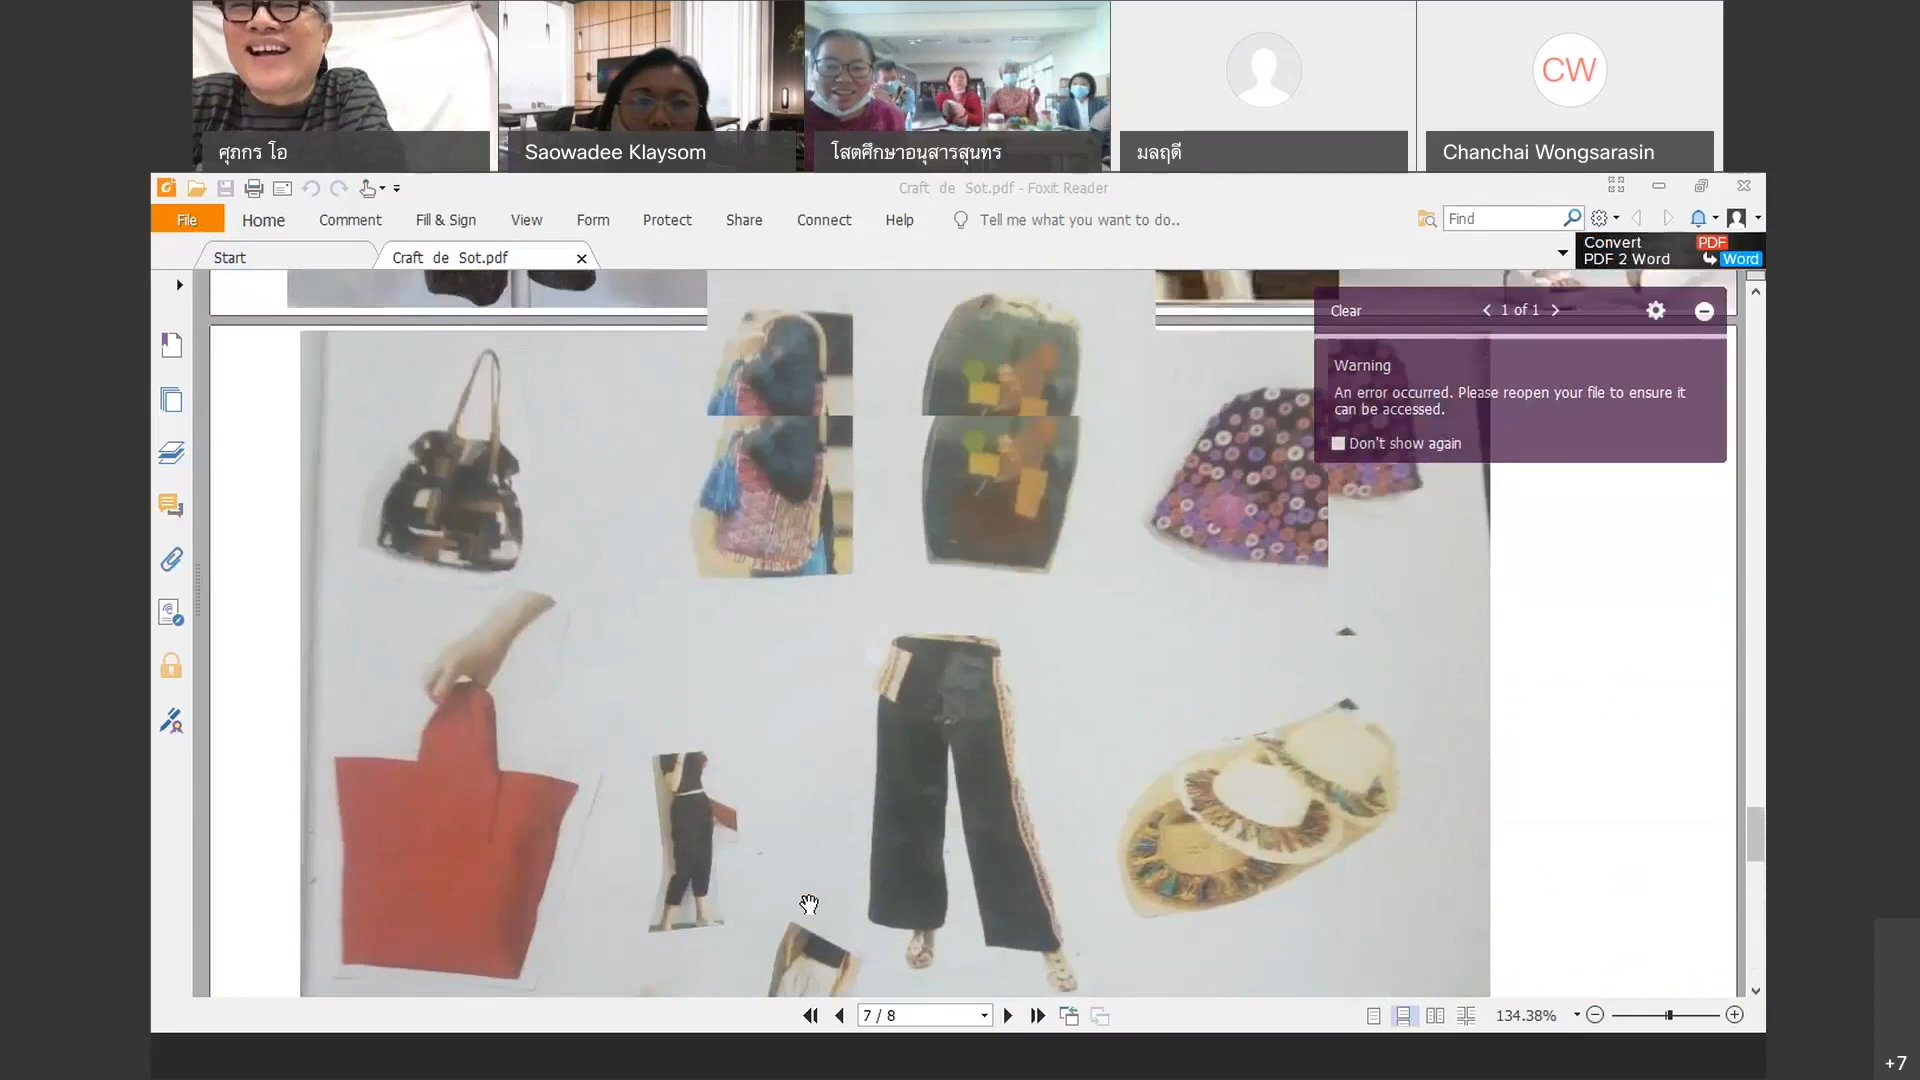 ศุภกร โอ
Saowadee Klaysom
โสตศึกษาอนุสารสุนทร
มลฤดี
CW
Chanchai Wongsarasin
Craft de Sot.pdf - Foxit Reader
File Home Comment Fill & Sign View Form Protect Share Connect Help Tell me what you want to do.. Find
Start Craft de Sot.pdf
Convert PDF
PDF 2 Word Word
Clear 1 of 1
Warning
An error occurred. Please reopen your file to ensure it
can be accessed.
Don't show again
7 / 8 134.38%
+7